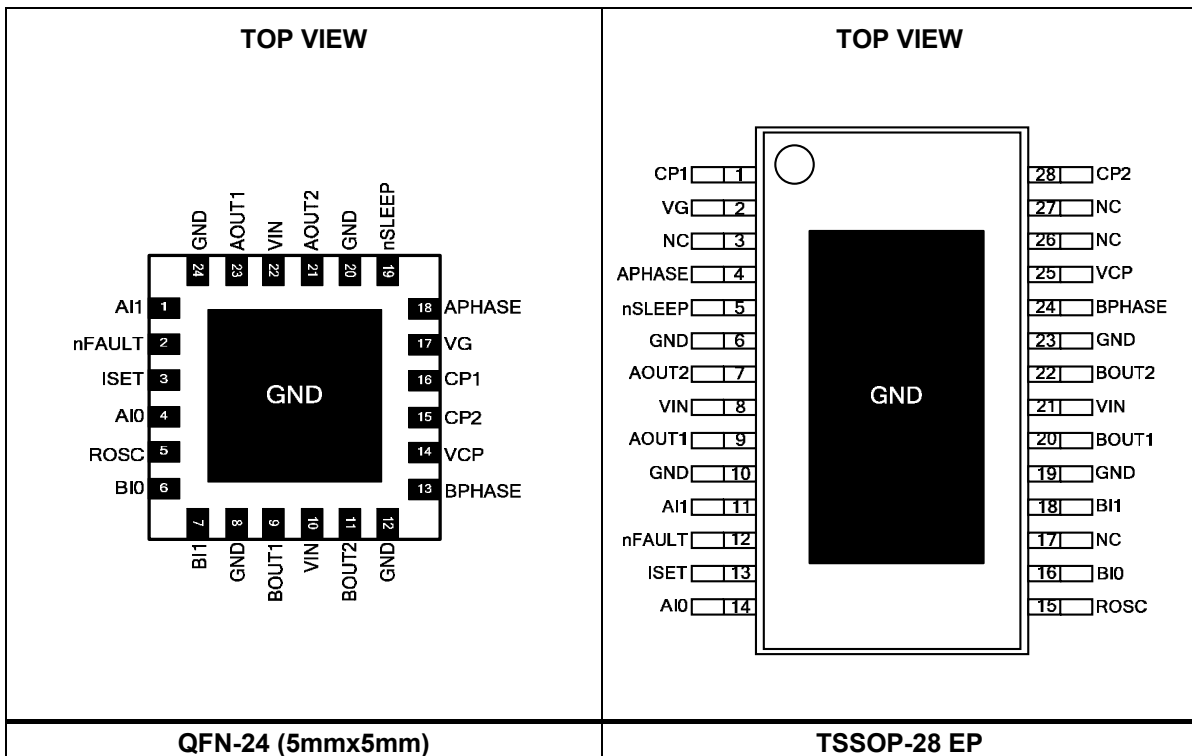 TOP VIEW
GND
AOUT1
VIN
AOUT2
GND
nSLEEP
24
23
22
21
20
19
AI1 1
nFAULT 2
ISET 3
AI0 4
ROSC 5
BI0 6
GND
18 APHASE
17 VG
16 CP1
15 CP2
14 VCP
13 BPHASE
7
8
9
10
11
12
BI1
GND
BOUT1
VIN
BOUT2
GND
QFN-24 (5mmx5mm)
TOP VIEW
CP1 1
VG 2
NC 3
APHASE 4
nSLEEP 5
GND 6
AOUT2 7
VIN 8
AOUT1 9
GND 10
AI1 11
nFAULT 12
ISET 13
AI0 14
GND
28 CP2
27 NC
26 NC
25 VCP
24 BPHASE
23 GND
22 BOUT2
21 VIN
20 BOUT1
19 GND
18 BI1
17 NC
16 BI0
15 ROSC
TSSOP-28 EP